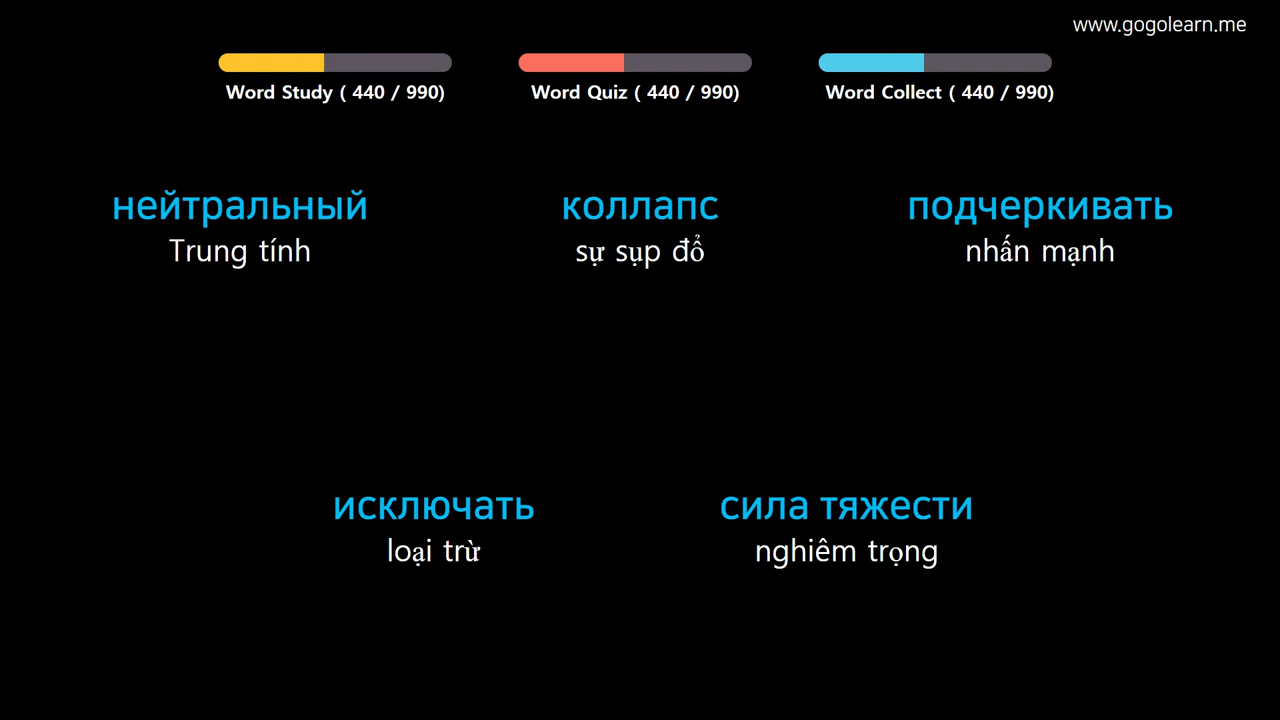 www.gogolearn.me
Word Study ( 440 / 990)
Word Quiz ( 440 / 990)
Word Collect ( 440 / 990)
нейтральный
Trung tính
коллапс
sự sụp đổ
подчеркивать
nhấn mạnh
исключать
loại trừ
сила тяжести
nghiêm trọng